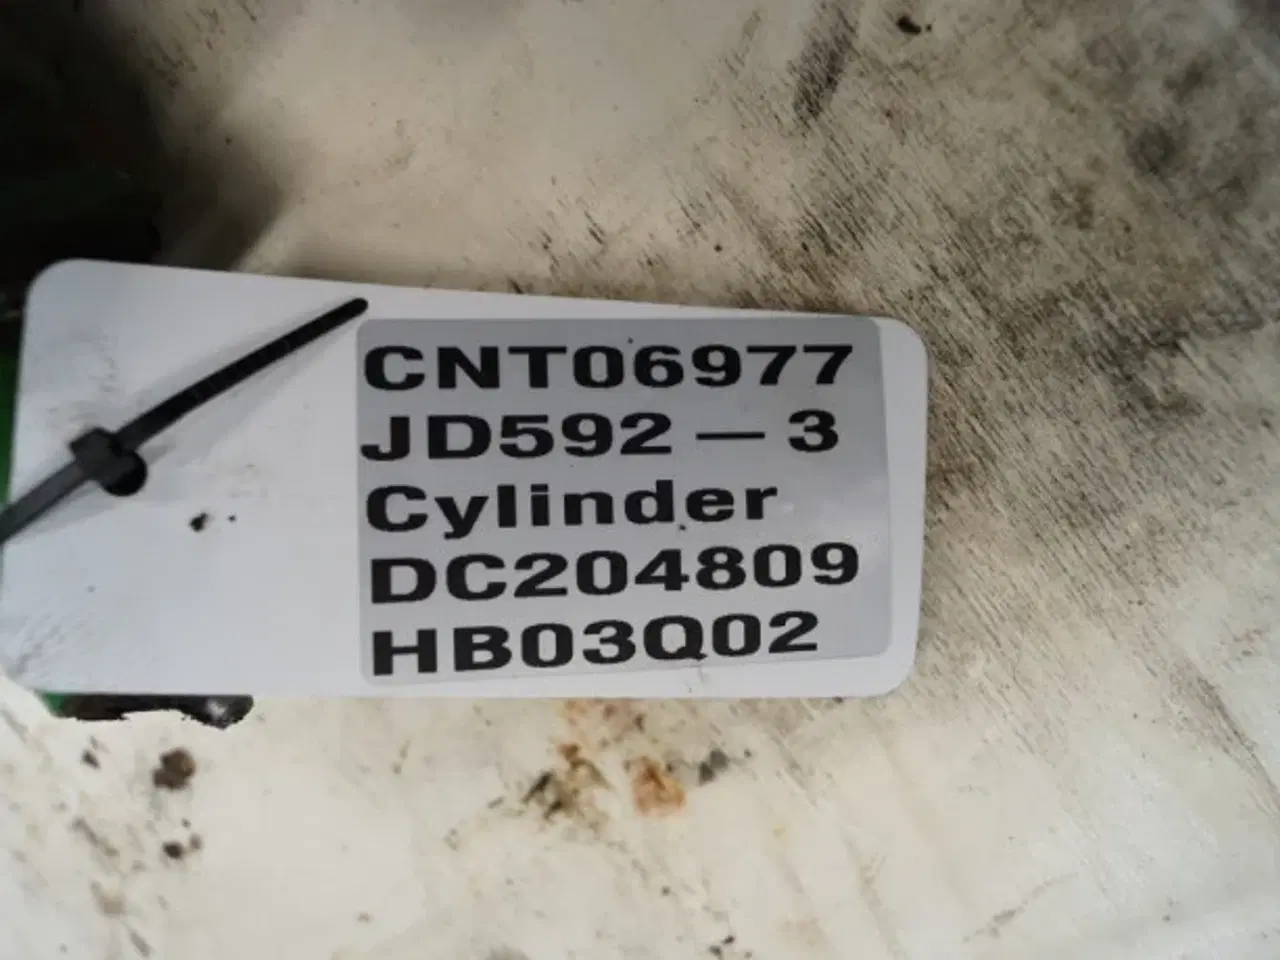 CNT06977
JD592-3
Cylinder
DC204809
HB03Q02